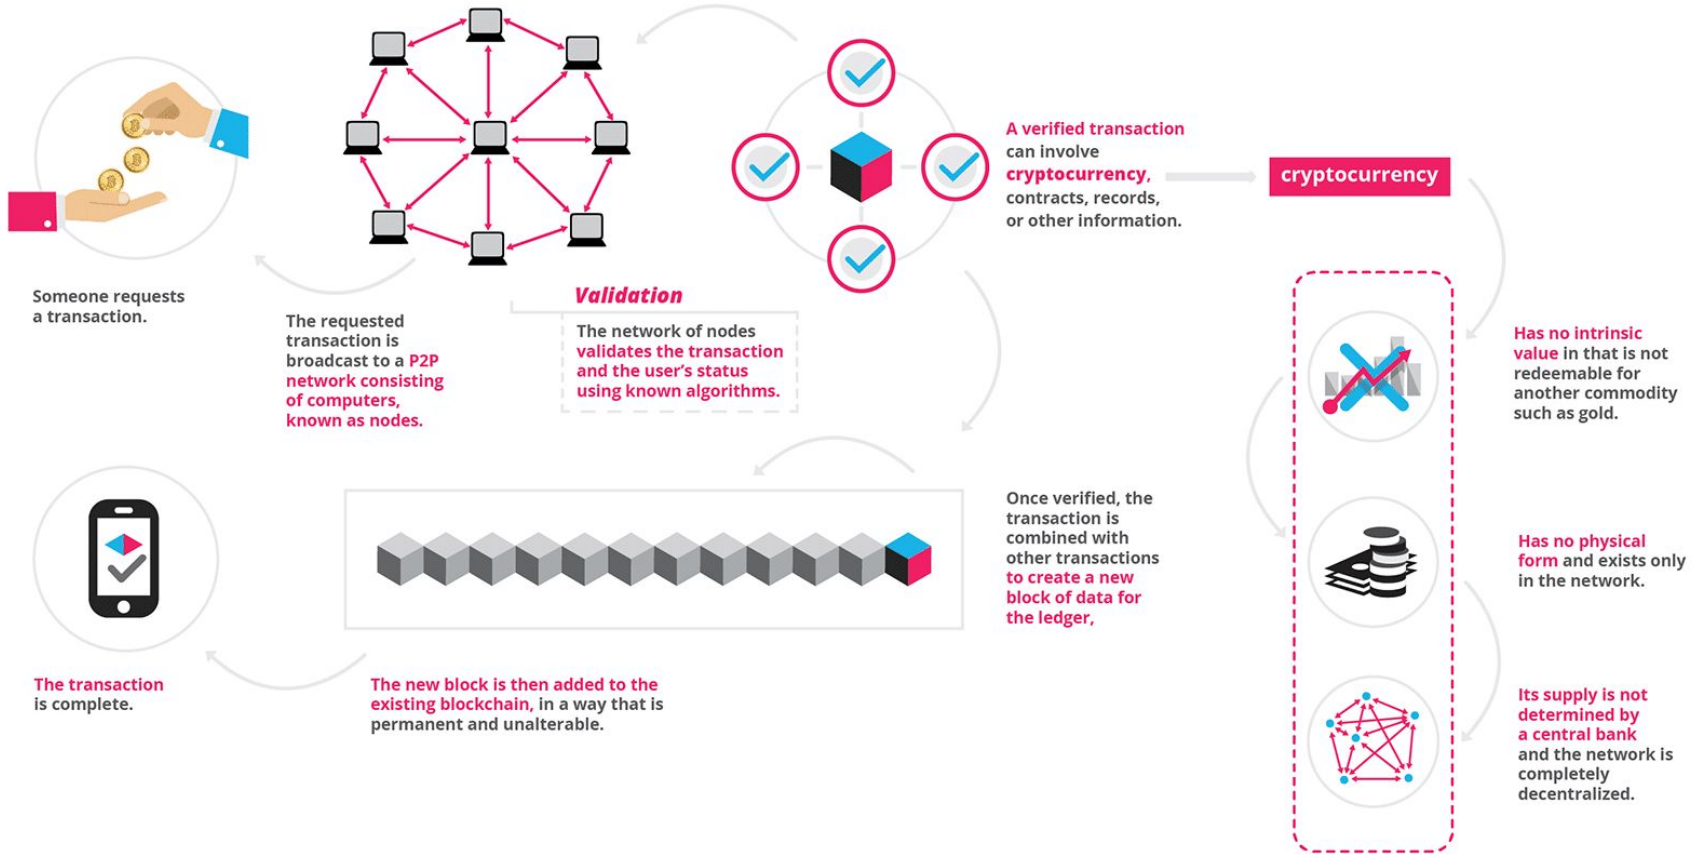 Someone requests
a transaction.
The requested
transaction is
broadcast to a P2P
network consisting
of computers,
known as nodes.
Validation
The network of nodes
validates the transaction
and the user's status
using known algorithms.
A verified transaction
can involve
cryptocurrency,
contracts, records,
or other information.
cryptocurrency
Has no intrinsic
value in that is not
redeemable for
another commodity
such as gold.
Has no physical
form and exists only
in the network.
Its supply is not
determined by
a central bank
and the network is
completely
decentralized.
Once verified, the
transaction is
combined with
other transactions
to create a new
block of data for
the ledger,
The new block is then added to the
existing blockchain, in a way that is
permanent and unalterable.
The transaction
is complete.